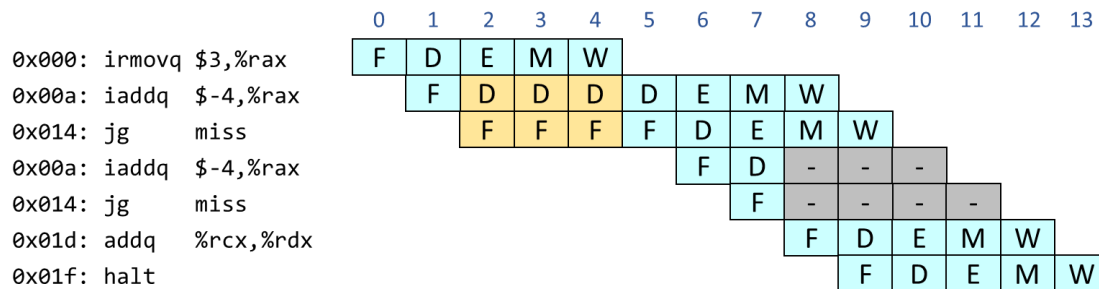 0 1 2 3 4 5 6 7 8 9 10 11 12 13
0x000: irmovq $3,%rax F D E M W
0x00a: iaddq $-4,%rax F D D D D E M W
0x014: jg miss F F F F D E M W
0x00a: iaddq $-4,%rax F D - - -
0x014: jg miss F - - - -
0x01d: addq %rcx,%rdx F D E M W
0x01f: halt F D E M W